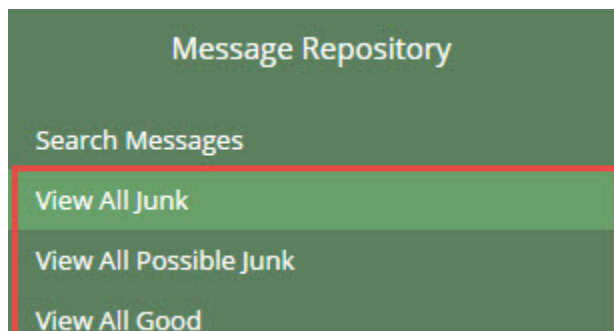 Message Repository
Search Messages
View All Junk
View All Possible Junk
View All Good